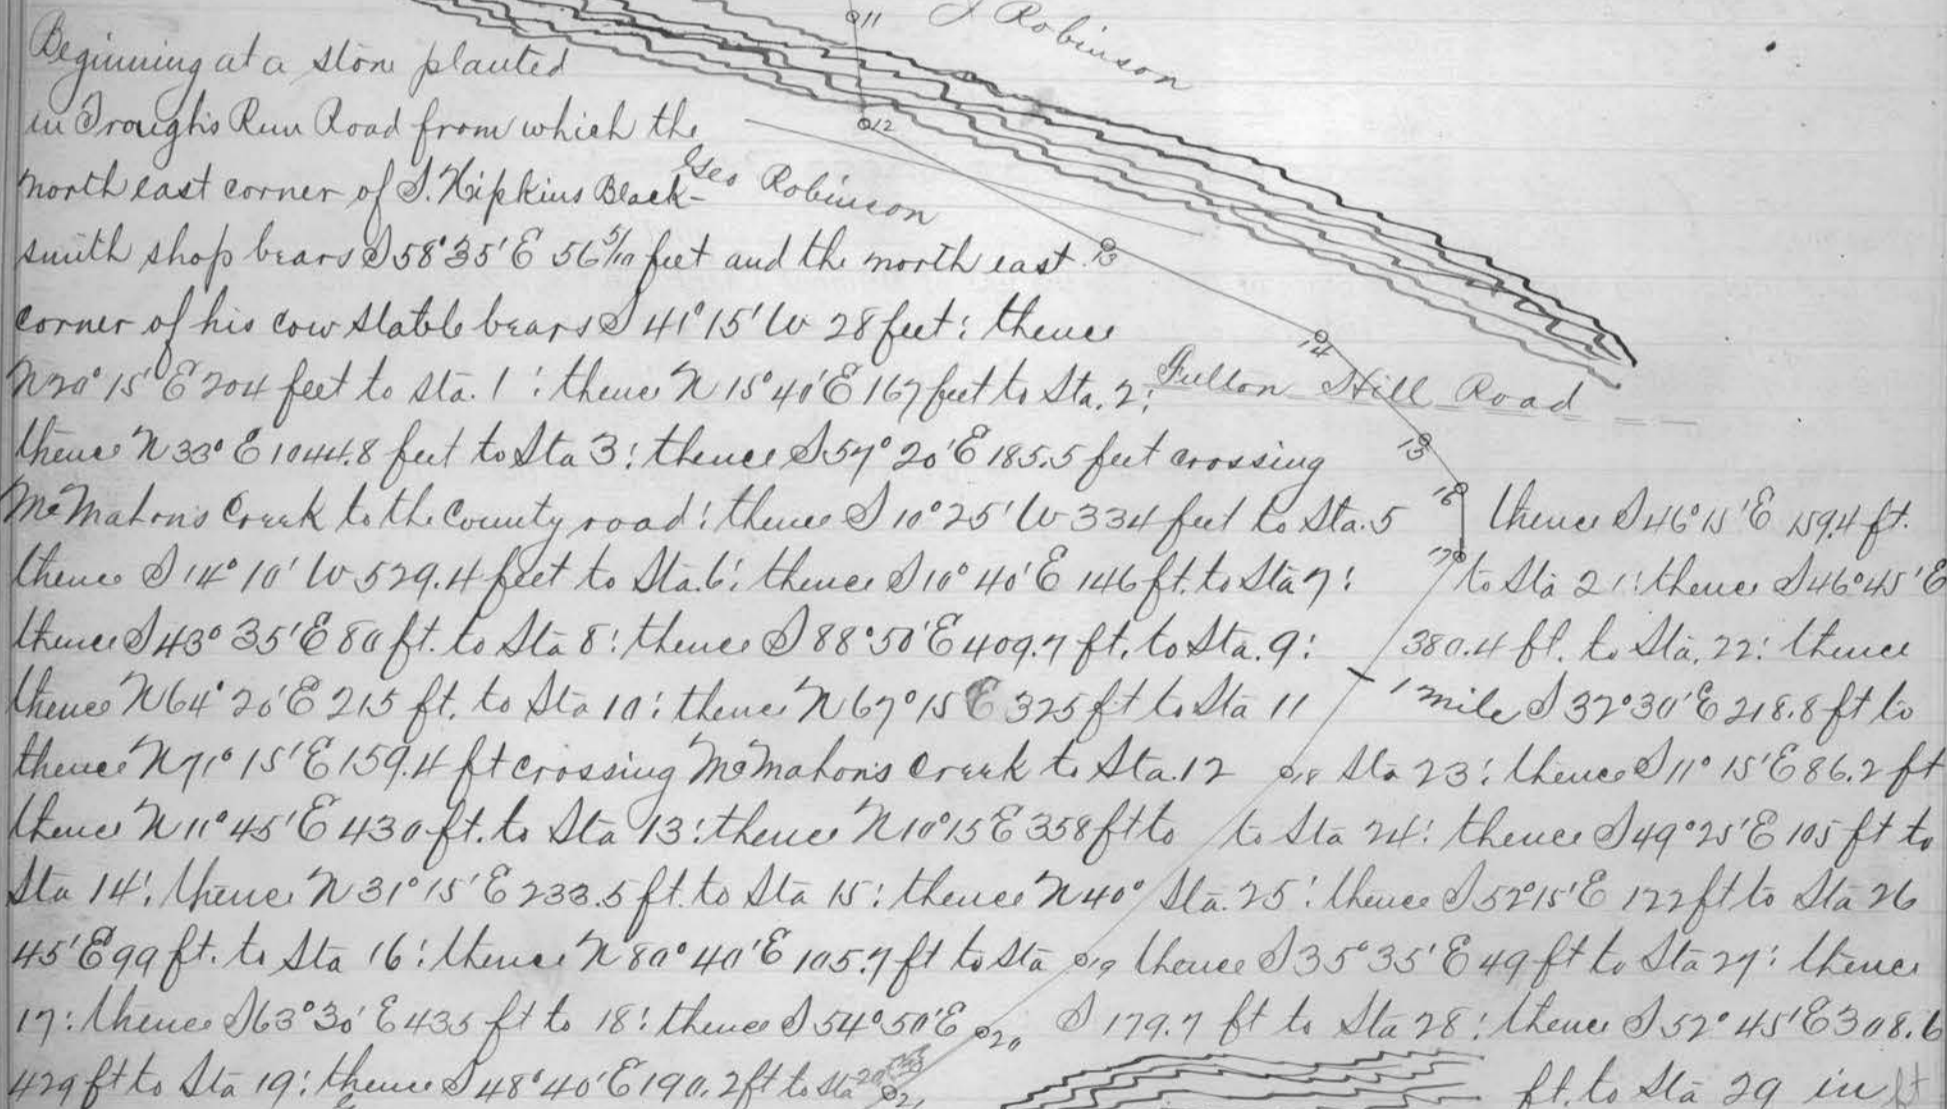 11
J Robinson
Beginning at a stone planted
in Troughs Run Road from which the
12
north east corner of S. Hipkins Black-
Geo Robinson
smith shop bears S 58°35' E 56 5/10 feet and the north east
13
corner of his cow stable bears S 41° 15' W 28 feet: thence
14
N 20° 15' E 204 feet to sta. 1: thence N 15° 40' E 167 feet to Sta. 2:
Fulton Hill Road
thence N 33° E 1044.8 feet to Sta 3: thence S 57° 20' E 185.5 feet crossing
15
McMahons Creek to the County road: thence S 10° 25' W 334 feet to Sta. 5
16
thence S 14° 10' W 529.4 feet to Sta. 6: thence S 10° 40' E 146 ft. to Sta 7:
17
thence S 43° 35' E 80 ft. to Sta 8: thence S 88° 50' E 409.7 ft. to Sta. 9:
thence N 64° 20' E 215 ft. to Sta 10: thence N 67° 15 E 325 ft to Sta 11
thence N 71° 15' E 159.4 ft crossing McMahons Creek to Sta. 12
thence N 11° 45' E 430 ft. to Sta 13: thence N 10° 15 E 358 ft to
Sta 14: thence N 31° 15' E 233.5 ft. to Sta 15: thence N 40°
45' E 99 ft. to Sta 16: thence N 80° 40' E 105.7 ft to Sta
17: thence S 63° 30' E 435 ft to 18: thence S 54° 50' E
429 ft to Sta 19: thence S 48° 40' E 190.2 ft to sta 20
thence S 46° 15' E 159.4 ft.
to Sta 21: thence S 46° 45' E
380.4 ft. to Sta. 22: thence
1 mile
S 37° 30' E 218.8 ft to
18
Sta 23: thence S 11° 15' E 86.2 ft
to Sta 24: thence S 49° 25' E 105 ft to
Sta. 25: thence S 52° 15' E 122 ft to Sta 26
19
thence S 35° 35' E 49 ft to Sta 27: thence
20
S 179.7 ft to Sta 28: thence S 52° 45' E 308.6
21
ft. to Sta 29 in